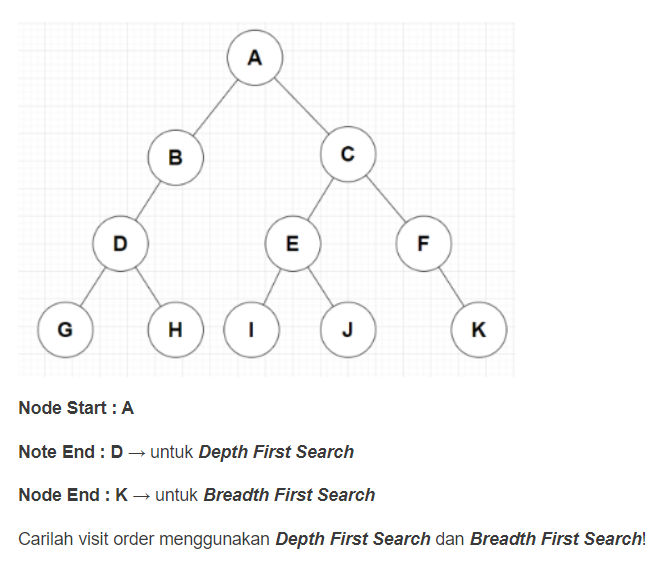 A
B
C
D
E
F
G
H
I
J
K
Node Start : A
Note End : D → untuk Depth First Search
Node End : K → untuk Breadth First Search
Carilah visit order menggunakan Depth First Search dan Breadth First Search!